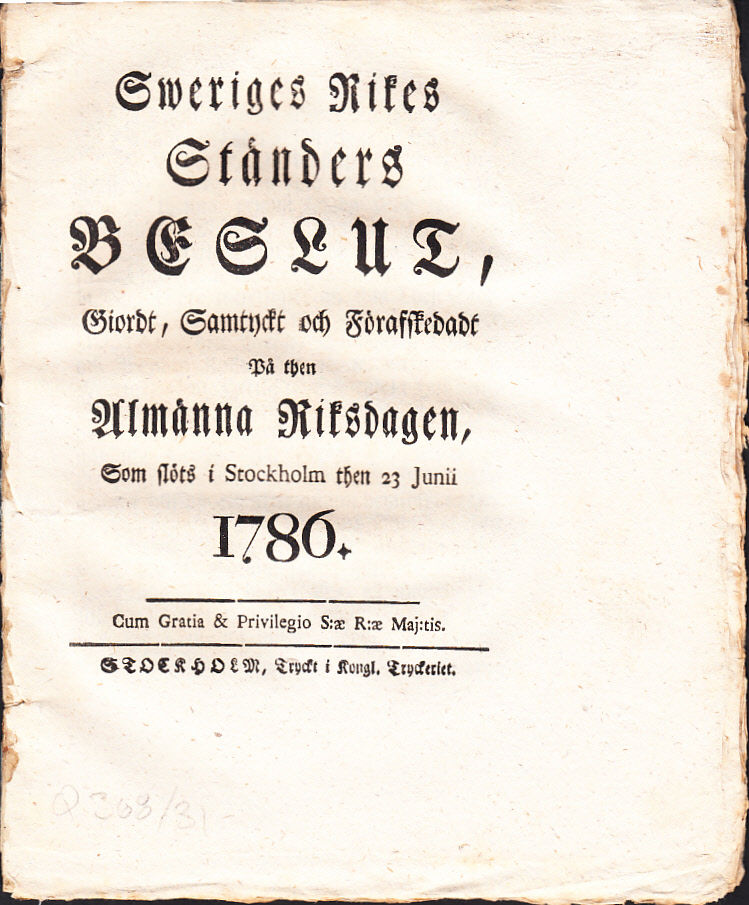 Sweriges Rikes
Ständers
BESLUT,
Giordt, Samtyckt och Förafskedadt
På then
Almänna Riksdagen,
Som slöts i Stockholm then 23 Junii
1786.
Cum Gratia & Privilegio S:æ R:æ Maj:tis.
STOCKHOLM, Tryckt i Kongl. Tryckeriet.